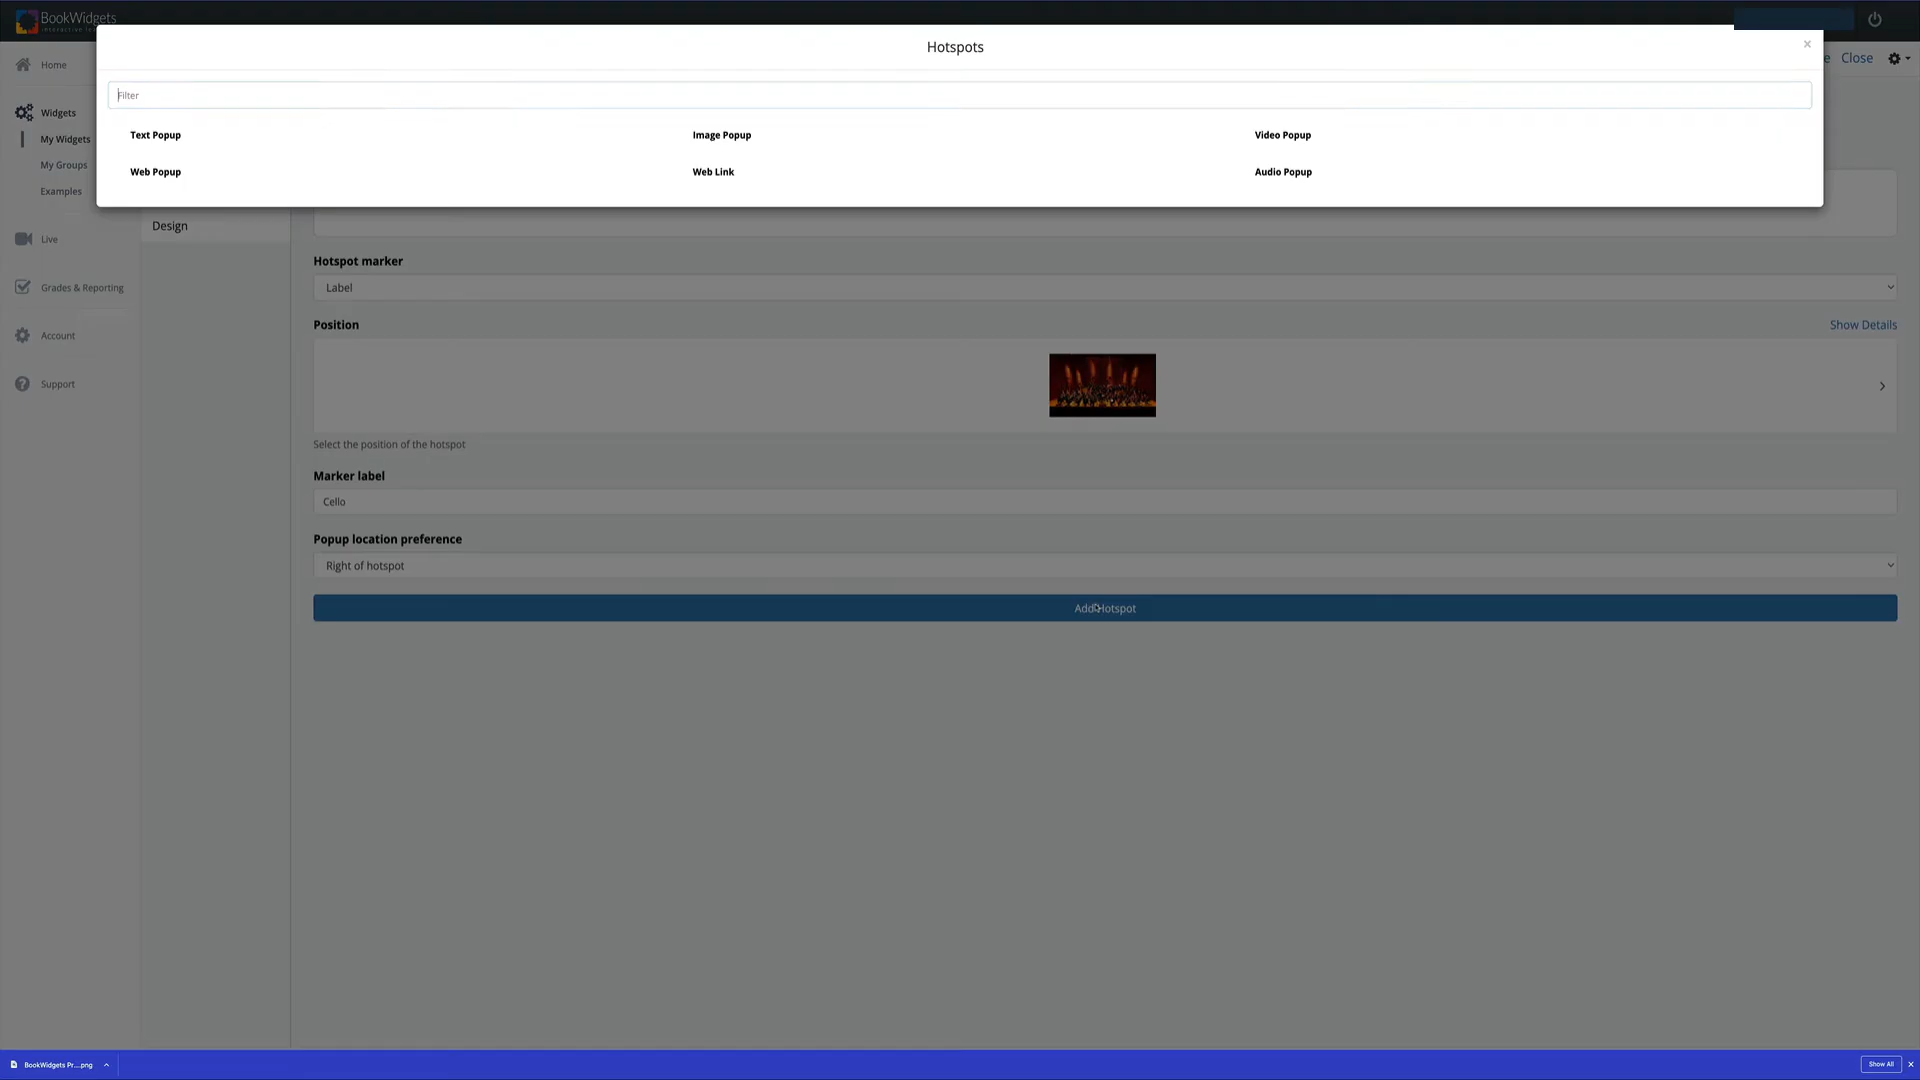 BookWidgets
Hotspots
×
Home
e Close
Filter
Widgets
Text Popup Image Popup Video Popup
My Widgets
My Groups
Web Popup Web Link Audio Popup
Examples
Design
Live
Hotspot marker
Grades & Reporting
Label
Position Show Details
Account
Support
Select the position of the hotspot
Marker label
Cello
Popup location preference
Right of hotspot
Add Hotspot
BookWidgets Pr....png Show All ×